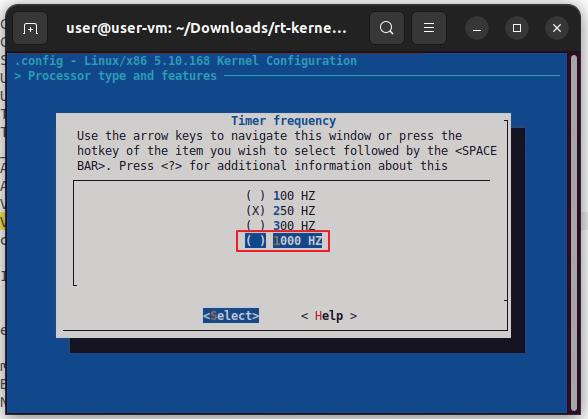 user@user-vm: ~/Downloads/rt-kerne...
.config - Linux/x86 5.10.168 Kernel Configuration
> Processor type and features
Timer frequency
Use the arrow keys to navigate this window or press the
hotkey of the item you wish to select followed by the <SPACE
BAR>. Press <?> for additional information about this
( ) 100 HZ
(X) 250 HZ
( ) 300 HZ
( ) 1000 HZ
<Select> < Help >